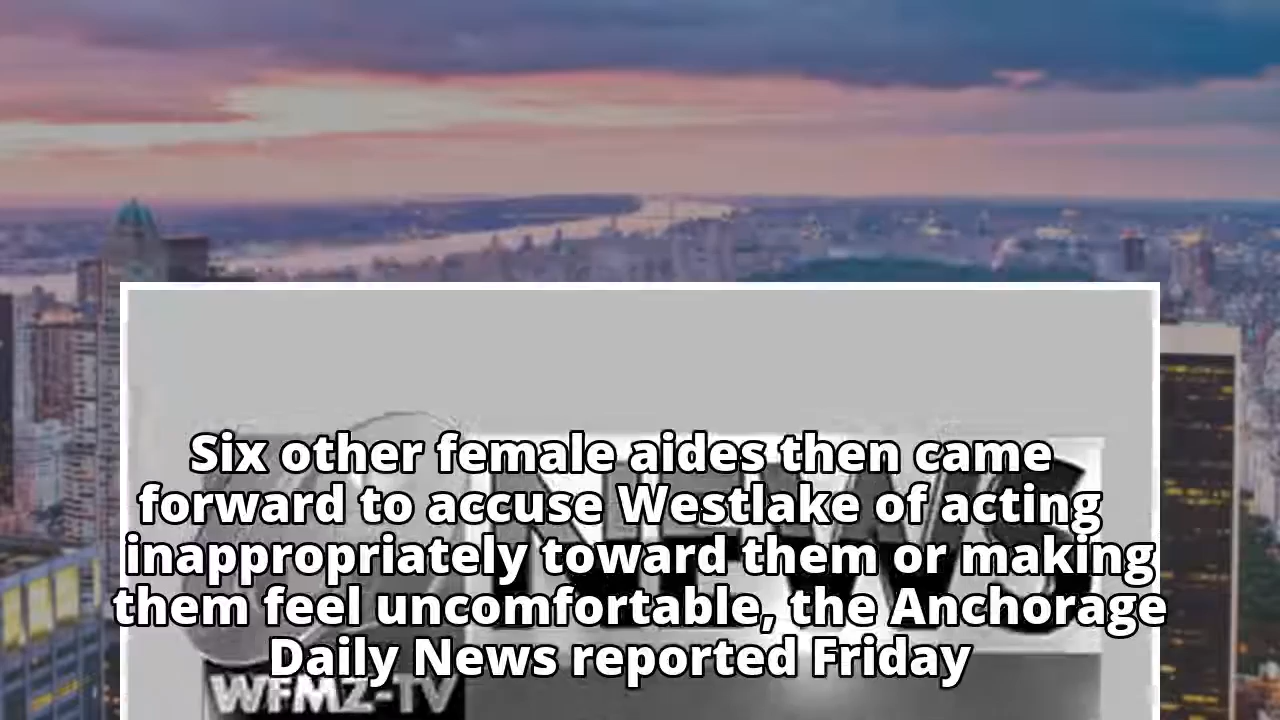 Six other female aides then came
forward to accuse Westlake of acting
inappropriately toward them or making
them feel uncomfortable, the Anchorage
Daily News reported Friday
NEWS
WFMZ-TV